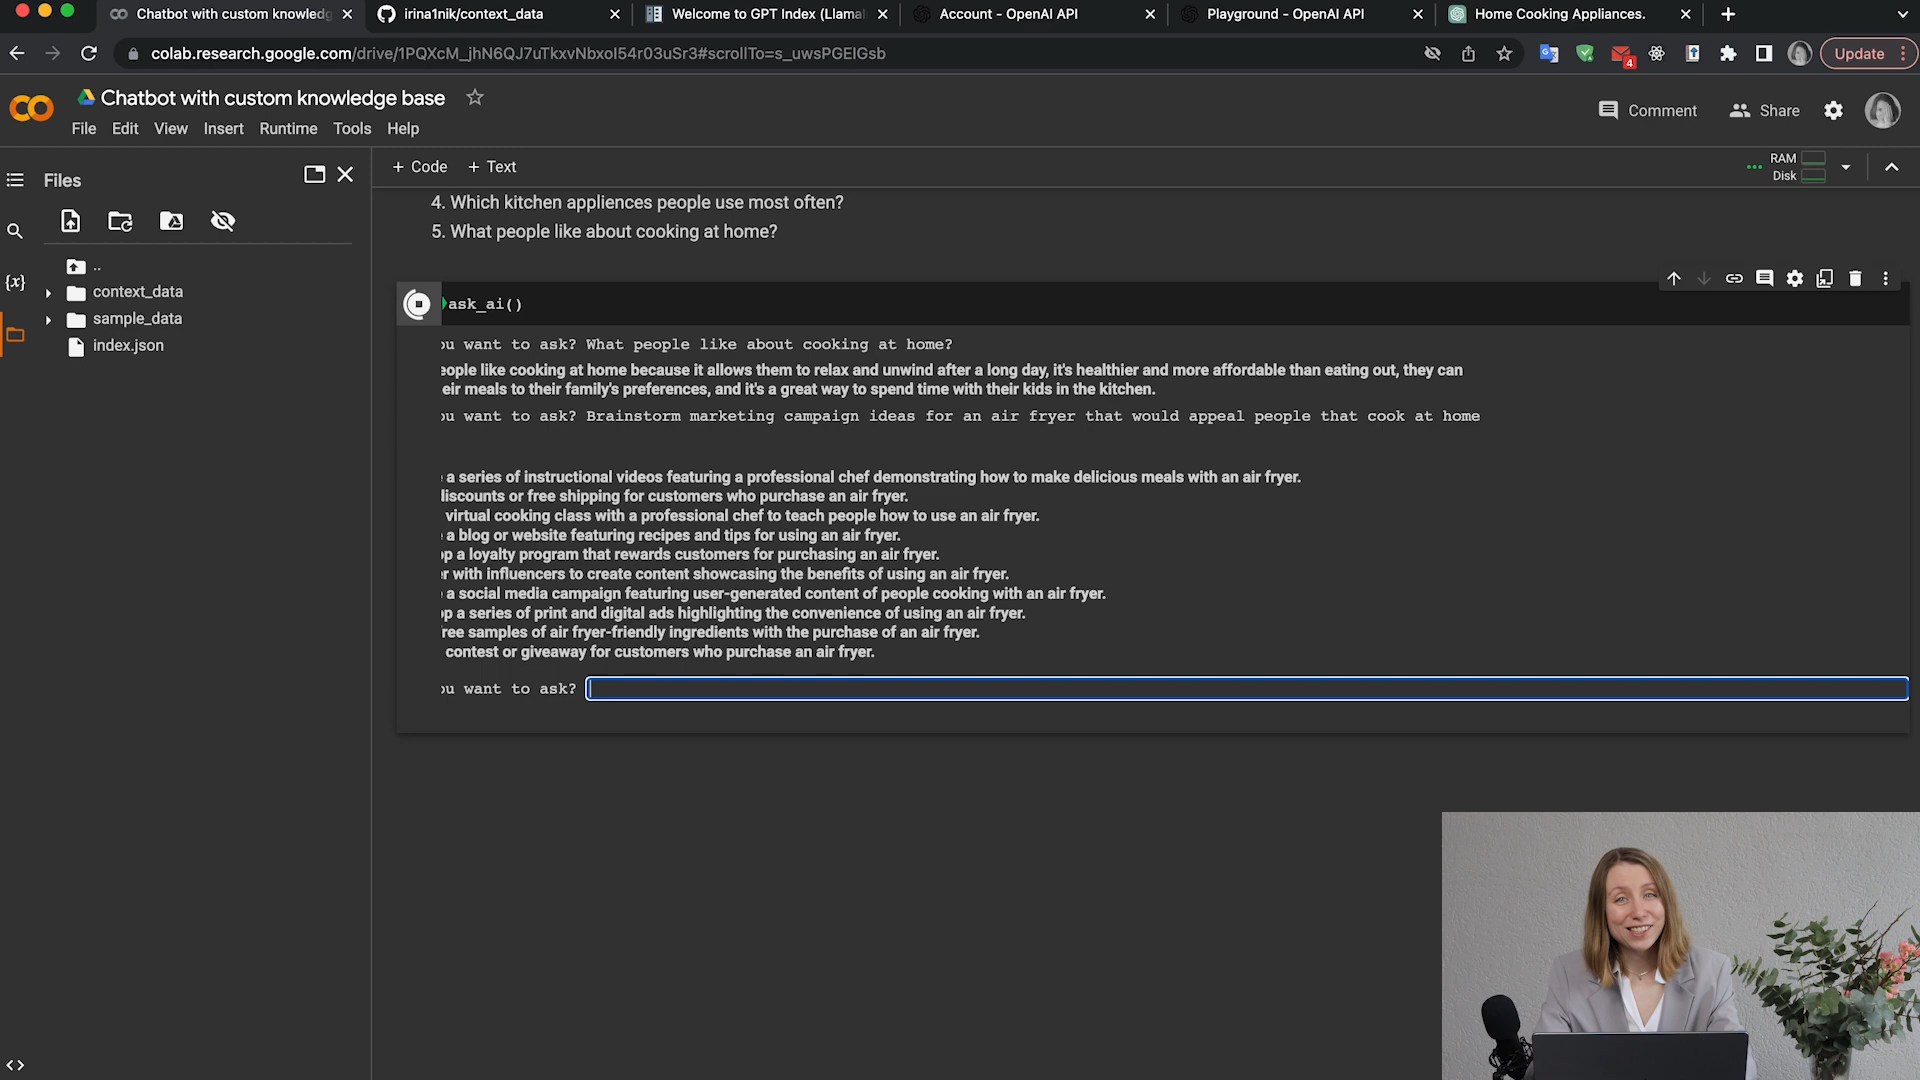 Chatbot with custom knowledg
irina1nik/context_data
Welcome to GPT Index (Llama
Account - OpenAI API
Playground - OpenAI API
Home Cooking Appliances.
colab.research.google.com/drive/1PQXcM_jhN6QJ7uTkxvNbxoI54r03uSr3#scrollTo=s_uwsPGEIGsb
4
Update
Chatbot with custom knowledge base
File Edit View Insert Runtime Tools Help
Comment
Share
Files
+ Code + Text
RAM
Disk
..
context_data
sample_data
index.json
{x}
4. Which kitchen appliences people use most often?
5. What people like about cooking at home?
ask_ai()
ou want to ask? What people like about cooking at home?
eople like cooking at home because it allows them to relax and unwind after a long day, it's healthier and more affordable than eating out, they can
eir meals to their family's preferences, and it's a great way to spend time with their kids in the kitchen.
ou want to ask? Brainstorm marketing campaign ideas for an air fryer that would appeal people that cook at home
a series of instructional videos featuring a professional chef demonstrating how to make delicious meals with an air fryer.
discounts or free shipping for customers who purchase an air fryer.
virtual cooking class with a professional chef to teach people how to use an air fryer.
a blog or website featuring recipes and tips for using an air fryer.
op a loyalty program that rewards customers for purchasing an air fryer.
r with influencers to create content showcasing the benefits of using an air fryer.
a social media campaign featuring user-generated content of people cooking with an air fryer.
op a series of print and digital ads highlighting the convenience of using an air fryer.
free samples of air fryer-friendly ingredients with the purchase of an air fryer.
contest or giveaway for customers who purchase an air fryer.
ou want to ask?